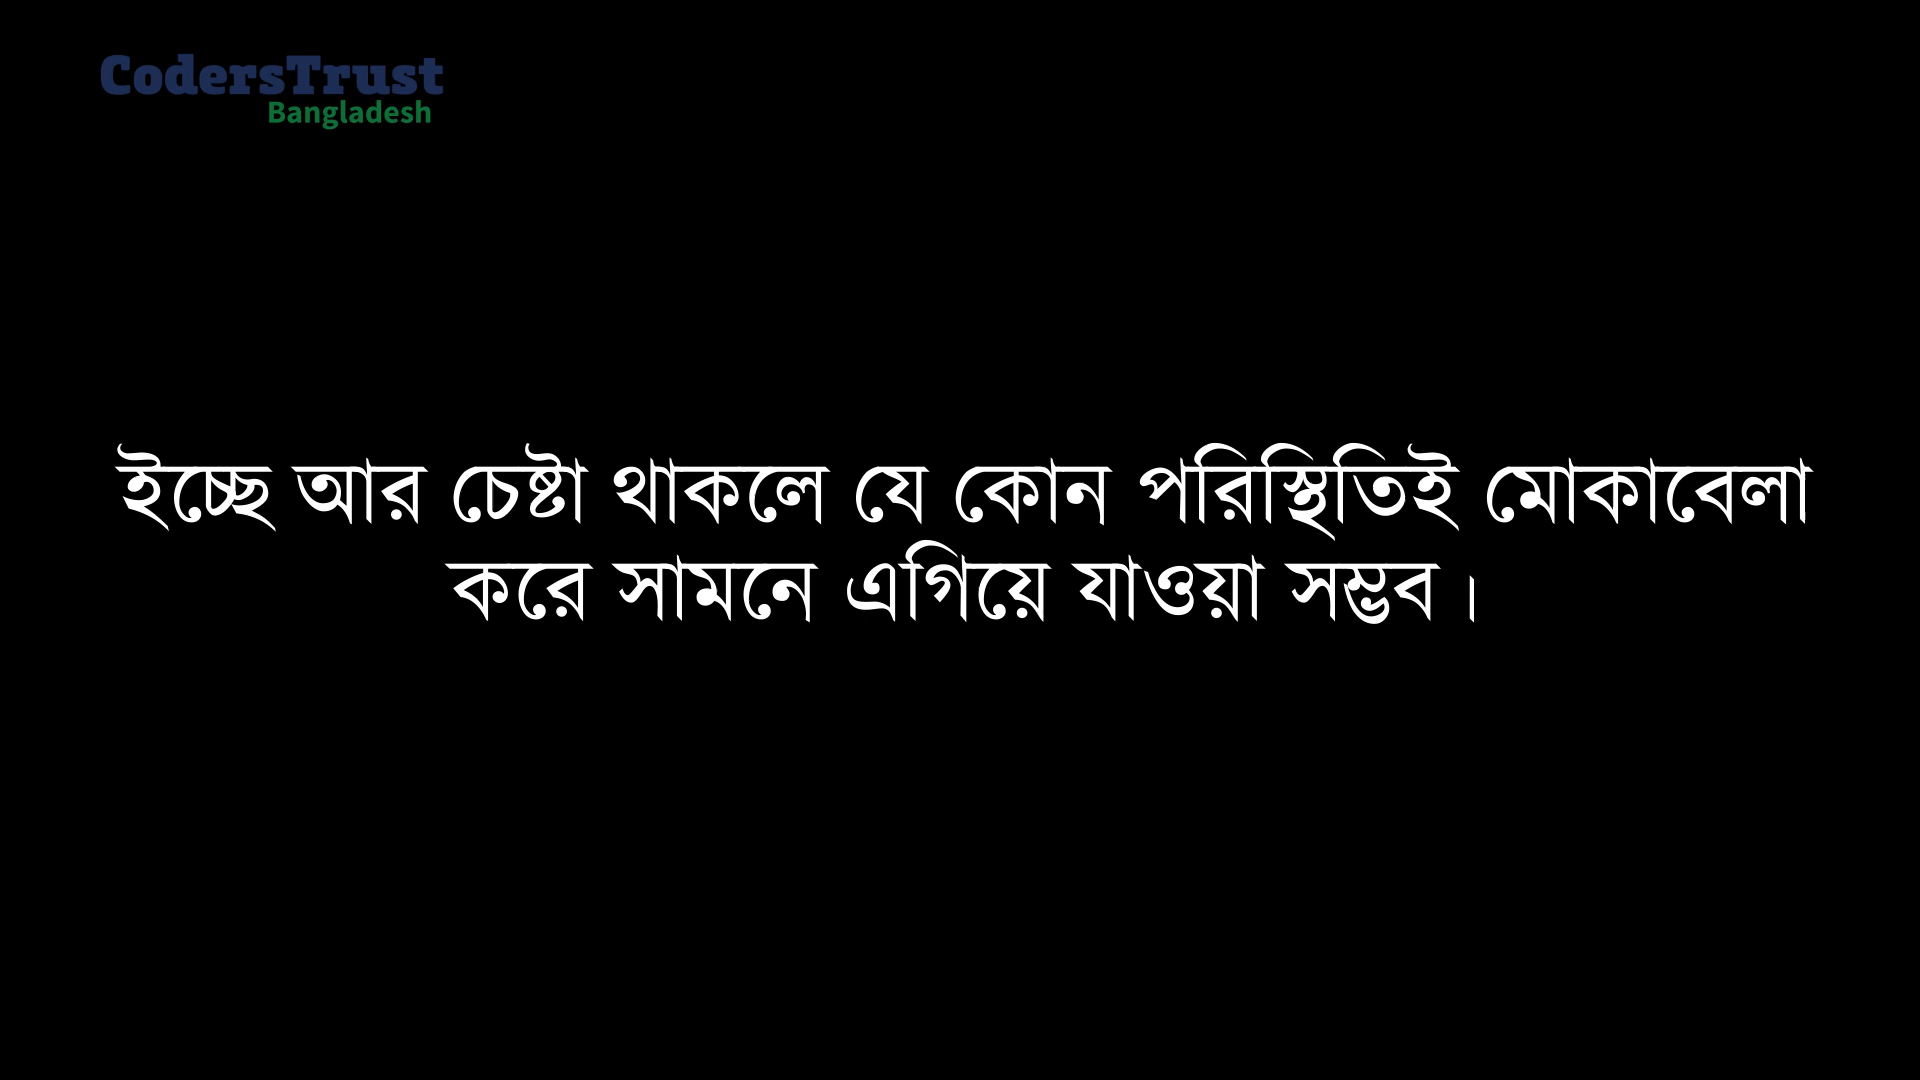 CodersTrust
Bangladesh
ইচ্ছে আর চেষ্টা থাকলে যে কোন পরিস্থিতিই মোকাবেলা
করে সামনে এগিয়ে যাওয়া সম্ভব।